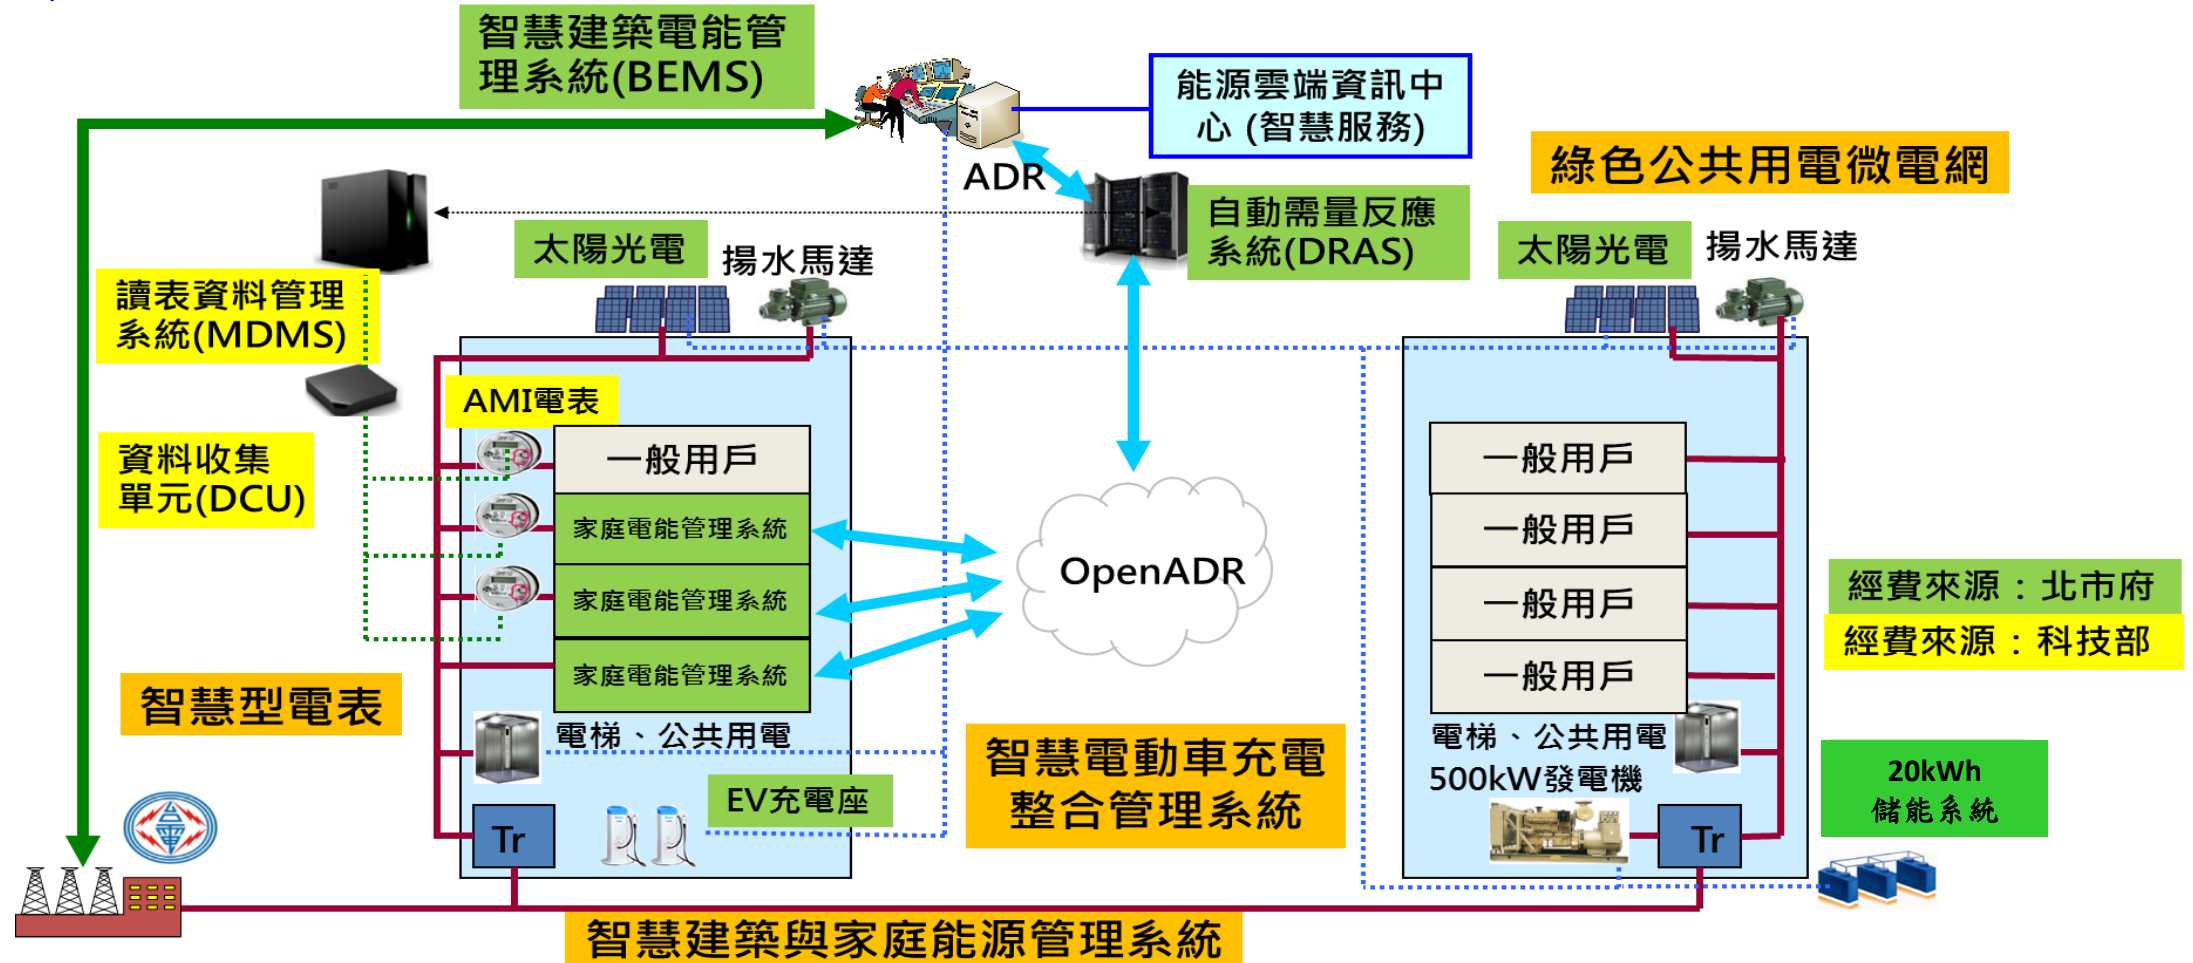 智慧建築電能管
理系統(BEMS)
能源雲端資訊中
心 (智慧服務)
綠色公共用電微電網
ADR
自動需量反應
系統(DRAS)
太陽光電
揚水馬達
太陽光電
揚水馬達
讀表資料管理
系統(MDMS)
AMI電表
資料收集
單元(DCU)
一般用戶
家庭電能管理系統
家庭電能管理系統
家庭電能管理系統
OpenADR
一般用戶
一般用戶
一般用戶
一般用戶
經費來源：北市府
經費來源：科技部
智慧型電表
電梯、公共用電
EV充電座
Tr
智慧電動車充電
整合管理系統
電梯、公共用電
500kW發電機
Tr
20kWh
儲能系統
智慧建築與家庭能源管理系統